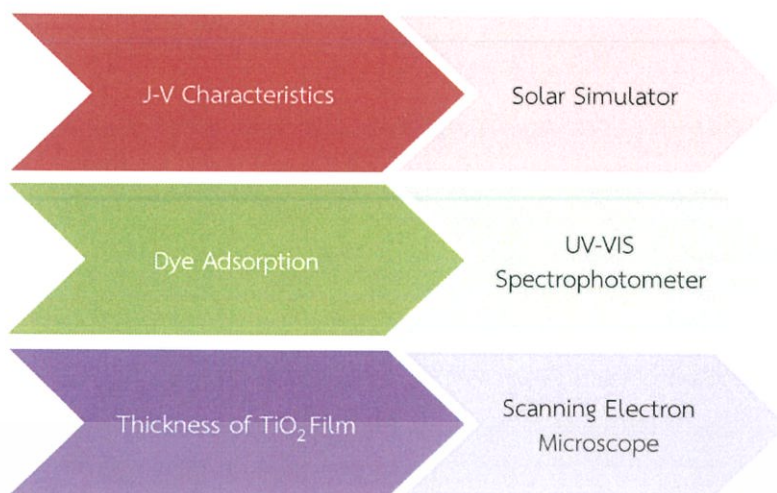 J-V Characteristics
Solar Simulator
Dye Adsorption
UV-VIS
Spectrophotometer
Thickness of TiO₂ Film
Scanning Electron
Microscope